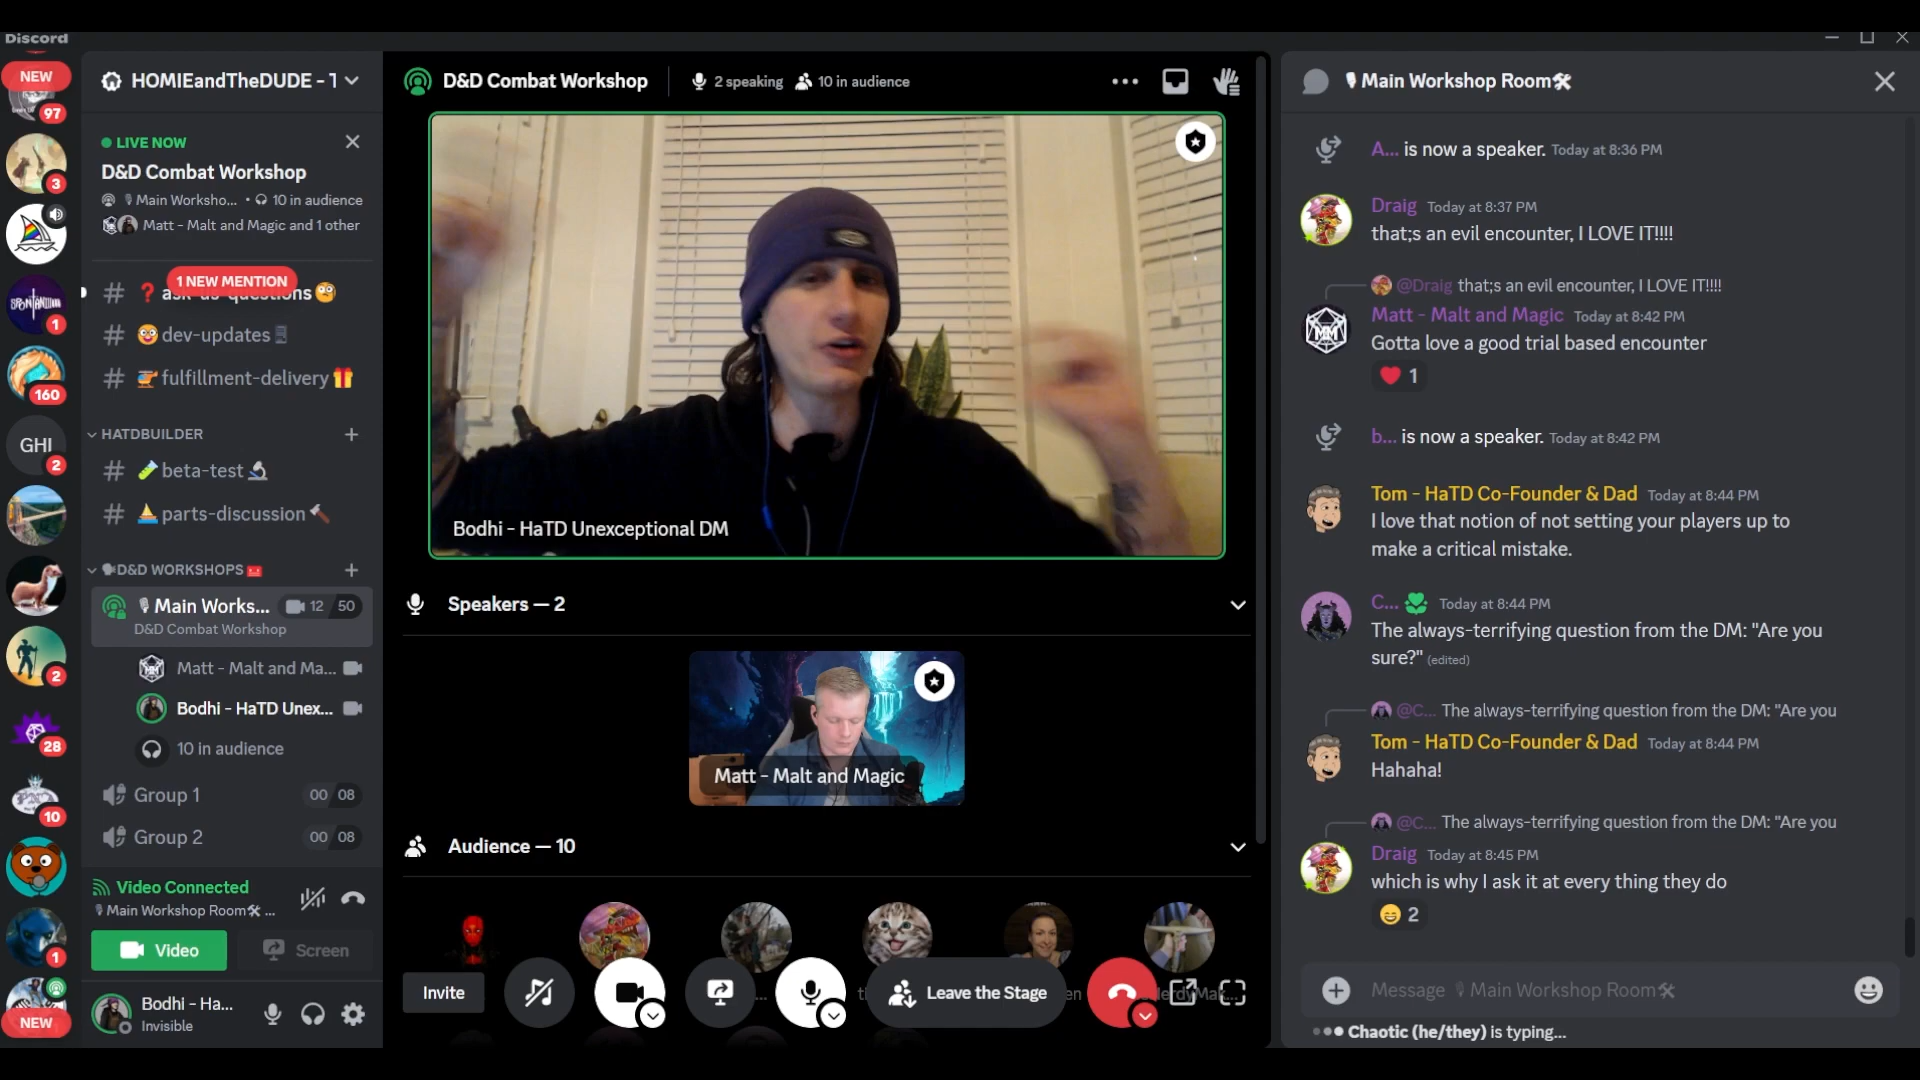 Discord
NEW
97
3
1
160
GHI
2
2
28
10
1
NEW
HOMIEandTheDUDE - T
LIVE NOW
D&D Combat Workshop
Main Worksho... • 10 in audience
Matt - Malt and Magic and 1 other
1 NEW MENTION
dev-updates
fulfillment-delivery
HATDBUILDER
beta-test
parts-discussion
D&D WORKSHOPS
Main Works... 12 50
D&D Combat Workshop
Matt - Malt and Ma...
Bodhi - HaTD Unex...
10 in audience
Group 1 00 08
Group 2 00 08
Video Connected
Main Workshop Room ...
Video Screen
Bodhi - Ha...
Invisible
D&D Combat Workshop 2 speaking 10 in audience
Bodhi - HaTD Unexceptional DM
Speakers — 2
Matt - Malt and Magic
Audience — 10
Invite
Leave the Stage
Main Workshop Room
A... is now a speaker. Today at 8:36 PM
Draig Today at 8:37 PM
that;s an evil encounter, I LOVE IT!!!!
@Draig that;s an evil encounter, I LOVE IT!!!!
Matt - Malt and Magic Today at 8:42 PM
Gotta love a good trial based encounter
1
b... is now a speaker. Today at 8:42 PM
Tom - HaTD Co-Founder & Dad Today at 8:44 PM
I love that notion of not setting your players up to
make a critical mistake.
C... Today at 8:44 PM
The always-terrifying question from the DM: "Are you
sure?" (edited)
@C... The always-terrifying question from the DM: "Are you
Tom - HaTD Co-Founder & Dad Today at 8:44 PM
Hahaha!
@C... The always-terrifying question from the DM: "Are you
Draig Today at 8:45 PM
which is why I ask it at every thing they do
2
Message Main Workshop Room
Chaotic (he/they) is typing...